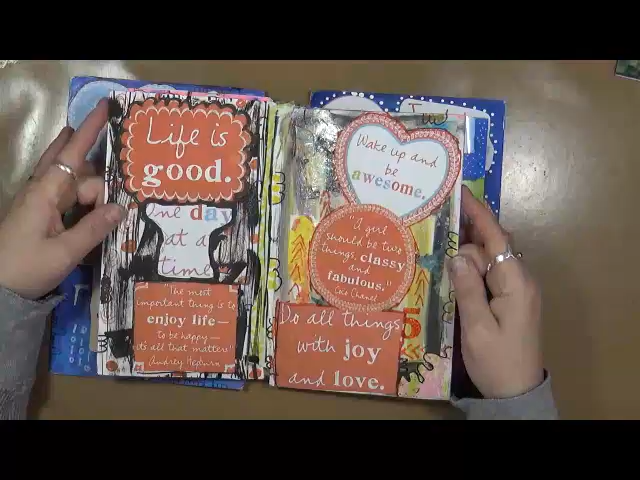 Life is
good.
One day
at a
time
"The most
important thing is to
enjoy life—
to be happy—
it's all that matters"
Audrey Hepburn
Wake up and
be
awesome.
"A girl
should be two
things, classy
and
fabulous."
Coco Chanel
Do all things
with joy
and love.
5